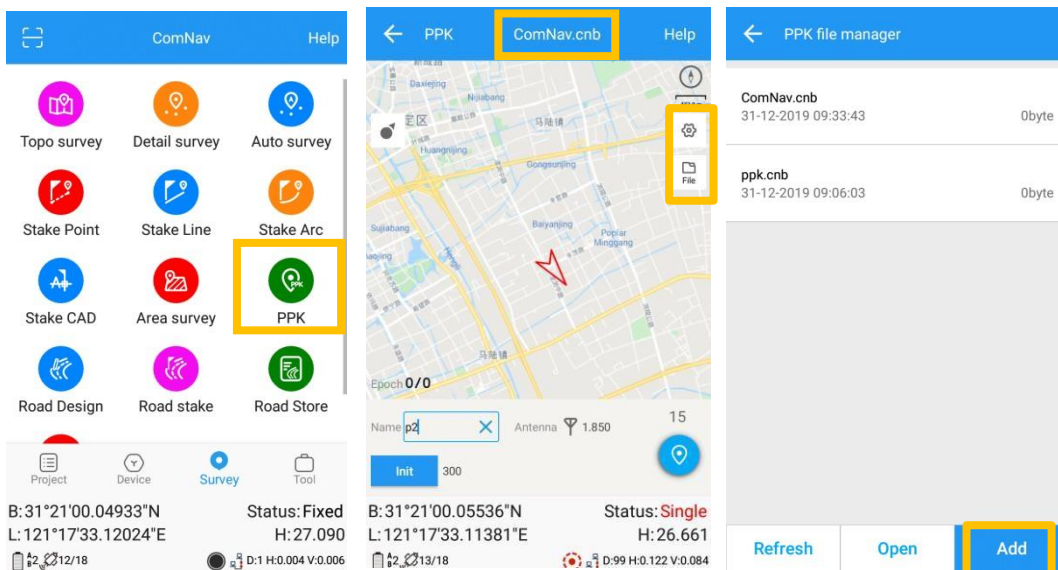 ComNav
Help
Topo survey
Detail survey
Auto survey
Stake Point
Stake Line
Stake Arc
Stake CAD
Area survey
PPK
PPK
Road Design
Road stake
Road Store
Project
Device
Survey
Tool
B:31°21'00.04933"N
Status:Fixed
L:121°17'33.12024"E
H:27.090
12/18
D:1 H:0.004 V:0.006
PPK
ComNav.cnb
Help
Daxiejing
Nijiabang
定区
马陆镇
File
Huangnijing
Gongsunjing
Sujiabang
Baiyanjing
Poplar
Minggang
Hengli
马陆镇
Epoch 0/0
Name p2
Antenna 1.850
15
Init
300
B:31°21'00.05536"N
Status:Single
L:121°17'33.11381"E
H:26.661
13/18
D:99 H:0.122 V:0.084
PPK file manager
ComNav.cnb
31-12-2019 09:33:43
0byte
ppk.cnb
31-12-2019 09:06:03
0byte
Refresh
Open
Add